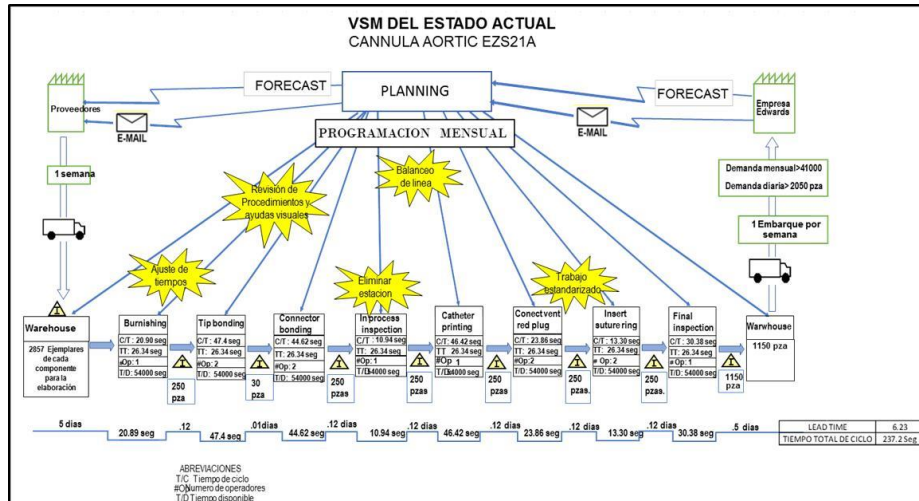 VSM DEL ESTADO ACTUAL
CANNULA AORTIC EZS21A
FORECAST
PLANNING
FORECAST
Proveedores
Empresa
Edwards
E-MAIL
E-MAIL
PROGRAMACION MENSUAL
1 semana
Revisión de
Procedimientos y
ayudas visuales
Balanceo
de linea
Demanda mensual>41000
Demanda diaria> 2050 pza
1 Embarque por
semana
Ajuste de
tiempos
Eliminar
estacion
Trabajo
estandarizado
Warehouse
2857 Ejemplares
de cada
componente
para la
elaboración
Burnishing
C/T : 20.90 seg
TT : 26.34 seg
#Op: 1
T/D: 54000 seg
250
pza
Tip bonding
C/T : 47.4 seg
TT : 26.34 seg
#Op: 2
T/D: 54000 seg
30
pza
Connector
bonding
C/T : 44.62 seg
TT : 26.34 seg
#Op: 2
T/D: 54000 seg
250
pzas
In process
inspection
C/T : 10.94 seg
TT : 26.34 seg
#Op: 1
T/D: 54000 seg
250
pzas.
Catheter
printing
C/T: 46.42 seg
TT 26.34 seg
#Op 1
T/D: 54000 seg
250
pzas.
Conect vent
red plug
C/T : 23.86 seg
TT : 26.34 seg
#Op: 2
T/D: 54000 seg
250
pzas.
Insert
suture ring
C/T : 13.30 seg
TT : 26.34 seg
# Op: 2
T/D : 54000 seg
250
pzas.
Final
inspection
C/T : 30.38 seg
TT : 26.34 seg
# Op : 1
T/D: 54000 seg
1150
pza
Warwhouse
1150 pza
5 dias
20.89 seg
.12
47.4 seg
.01dias
44.62 seg
.12 dias
10.94 seg
.12 dias
46.42 seg
.12 dias
23.86 seg
.12 dias
13.30 seg
.12 dias
30.38 seg
.5 dias
LEAD TIME 6.23
TIEMPO TOTAL DE CICLO 237.2 Seg
ABREVIACIONES
T/C Tiempo de ciclo
#Op Numero de operadores
T/D Tiempo disponible